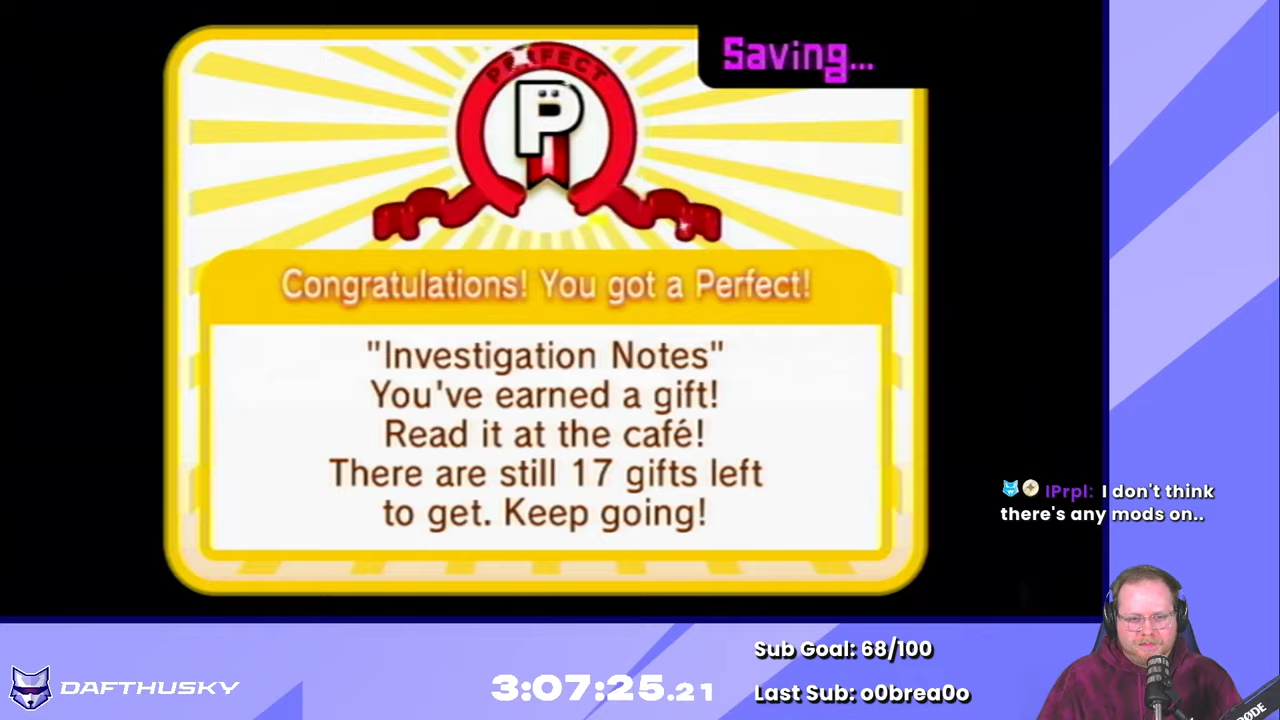 Saving...
PERFECT
P
Congratulations! You got a Perfect!
"Investigation Notes"
You've earned a gift!
Read it at the café!
There are still 17 gifts left
to get. Keep going!
IPrpl: I don't think
there's any mods on..
DAFTHUSKY
3:07:25.21
Sub Goal: 68/100
Last Sub: o0brea0o
RØDE